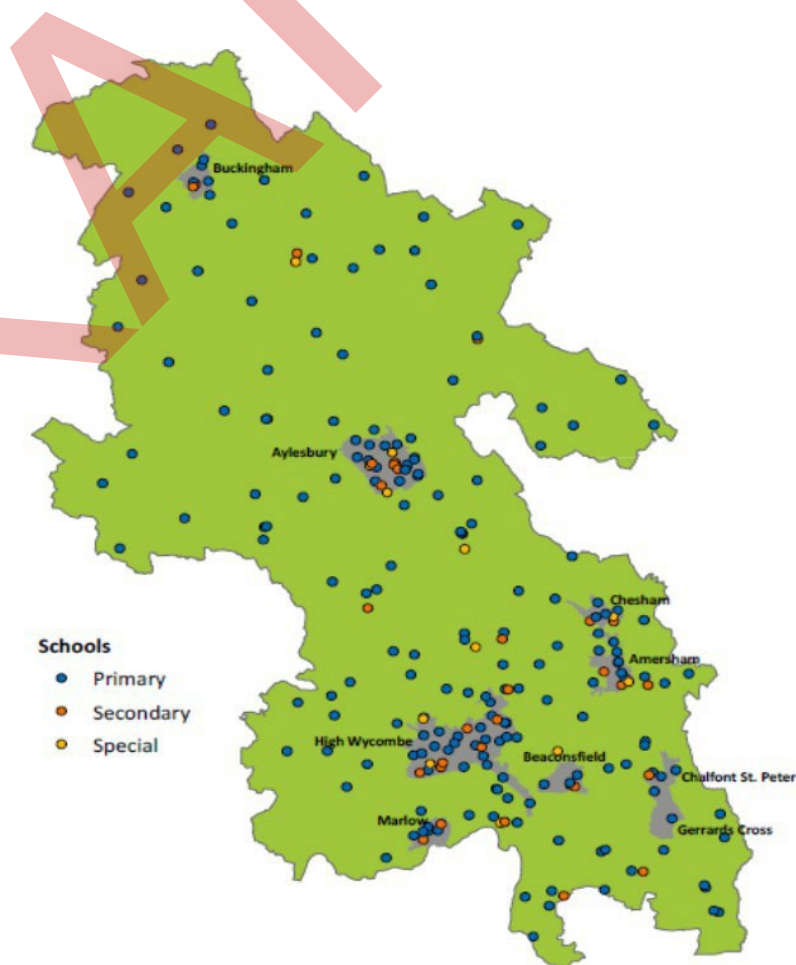 Buckingham
Aylesbury
Chesham
Schools
Amersham
Primary
Secondary
High Wycombe
Special
Beaconsfield
Chalfont St. Peter
Marlow
Gerrards Cross